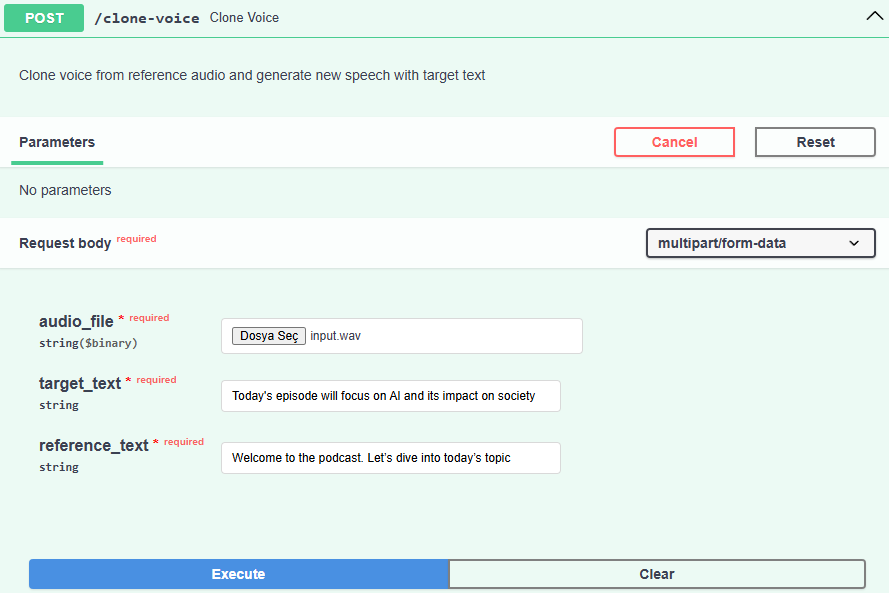 POST /clone-voice Clone Voice
Clone voice from reference audio and generate new speech with target text
Parameters Cancel Reset
No parameters
Request body required multipart/form-data
audio_file * required
string($binary)
Dosya Seç input.wav
target_text * required
string
Today's episode will focus on AI and its impact on society
reference_text * required
string
Welcome to the podcast. Let’s dive into today’s topic
Execute Clear